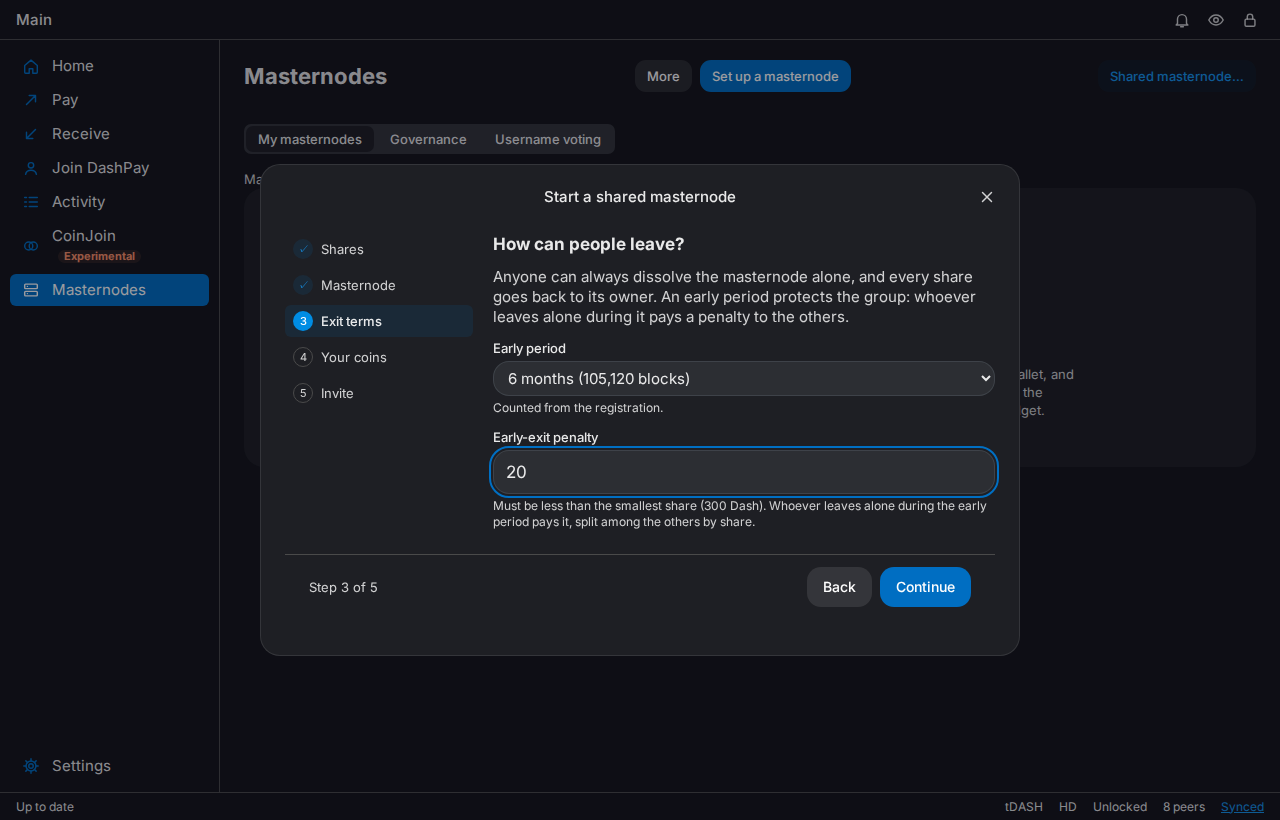 Main
Home
Pay
Receive
Join DashPay
Activity
CoinJoin
Experimental
Masternodes
Settings
Masternodes
More
Set up a masternode
Shared masternode...
My masternodes
Governance
Username voting
Start a shared masternode
✓ Shares
✓ Masternode
3 Exit terms
4 Your coins
5 Invite
How can people leave?
Anyone can always dissolve the masternode alone, and every share
goes back to its owner. An early period protects the group: whoever
leaves alone during it pays a penalty to the others.
Early period
6 months (105,120 blocks)
Counted from the registration.
Early-exit penalty
20
Must be less than the smallest share (300 Dash). Whoever leaves alone during the early
period pays it, split among the others by share.
Step 3 of 5
Back
Continue
and
the
Up to date
tDASH
HD
Unlocked
8 peers
Synced